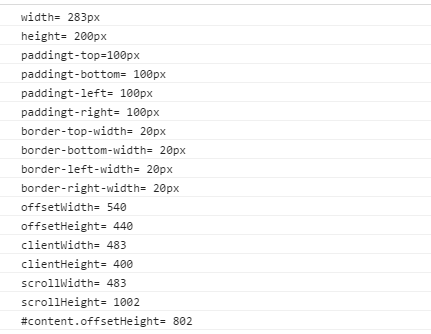 width= 283px
height= 200px
paddingt-top=100px
paddingt-bottom= 100px
paddingt-left= 100px
paddingt-right= 100px
border-top-width= 20px
border-bottom-width= 20px
border-left-width= 20px
border-right-width= 20px
offsetWidth= 540
offsetHeight= 440
clientWidth= 483
clientHeight= 400
scrollWidth= 483
scrollHeight= 1002
#content.offsetHeight= 802